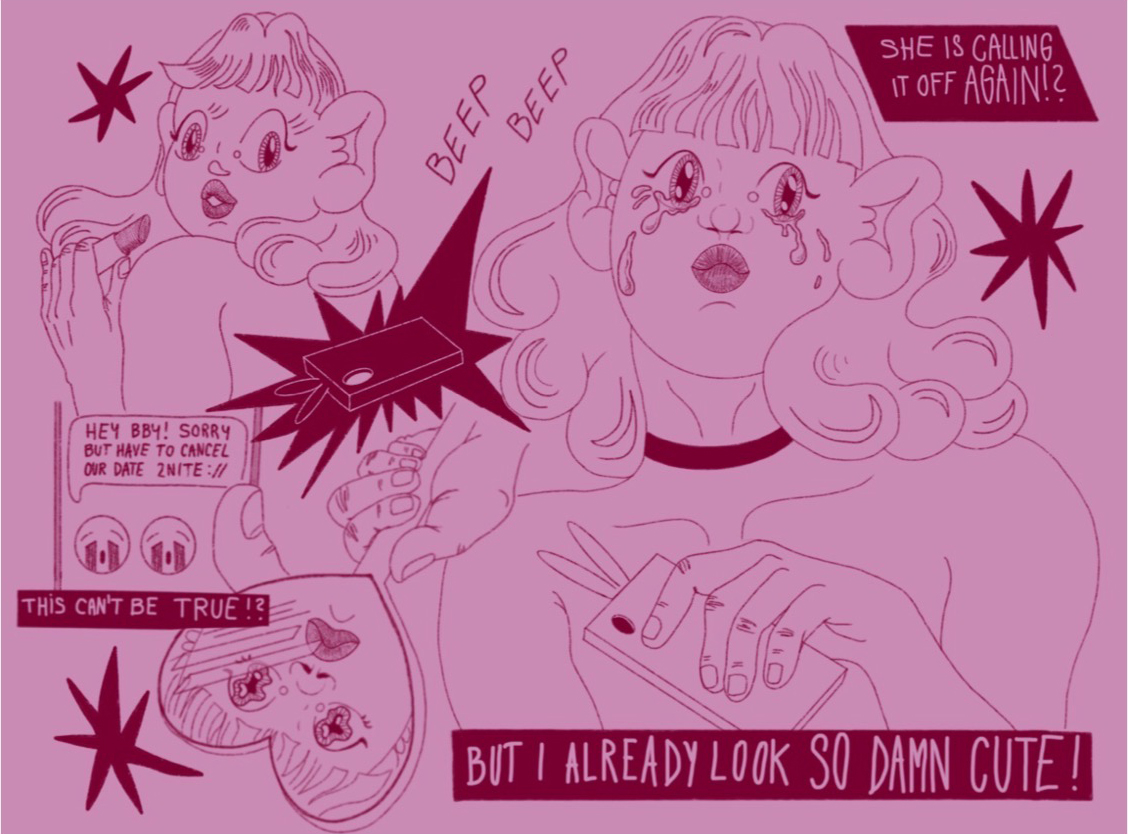 BEEP
BEEP
HEY BBY! SORRY
BUT HAVE TO CANCEL
OUR DATE 2NITE://
THiS CAN'T BE TRUE!?
SHE IS CALLING
IT OFF AGAIN!?
BUT I ALREADY LOOK SO DAMN CUTE!